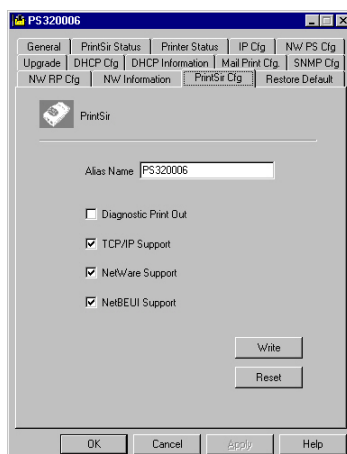 PS320006
General PrintSir Status Printer Status IP Cfg NW PS Cfg
Upgrade DHCP Cfg DHCP Information Mail Print Cfg. SNMP Cfg
NW RP Cfg NW Information PrintSir Cfg Restore Default
PrintSir
Alias Name PS320006
Diagnostic Print Out
TCP/IP Support
NetWare Support
NetBEUI Support
Write
Reset
OK Cancel Apply Help